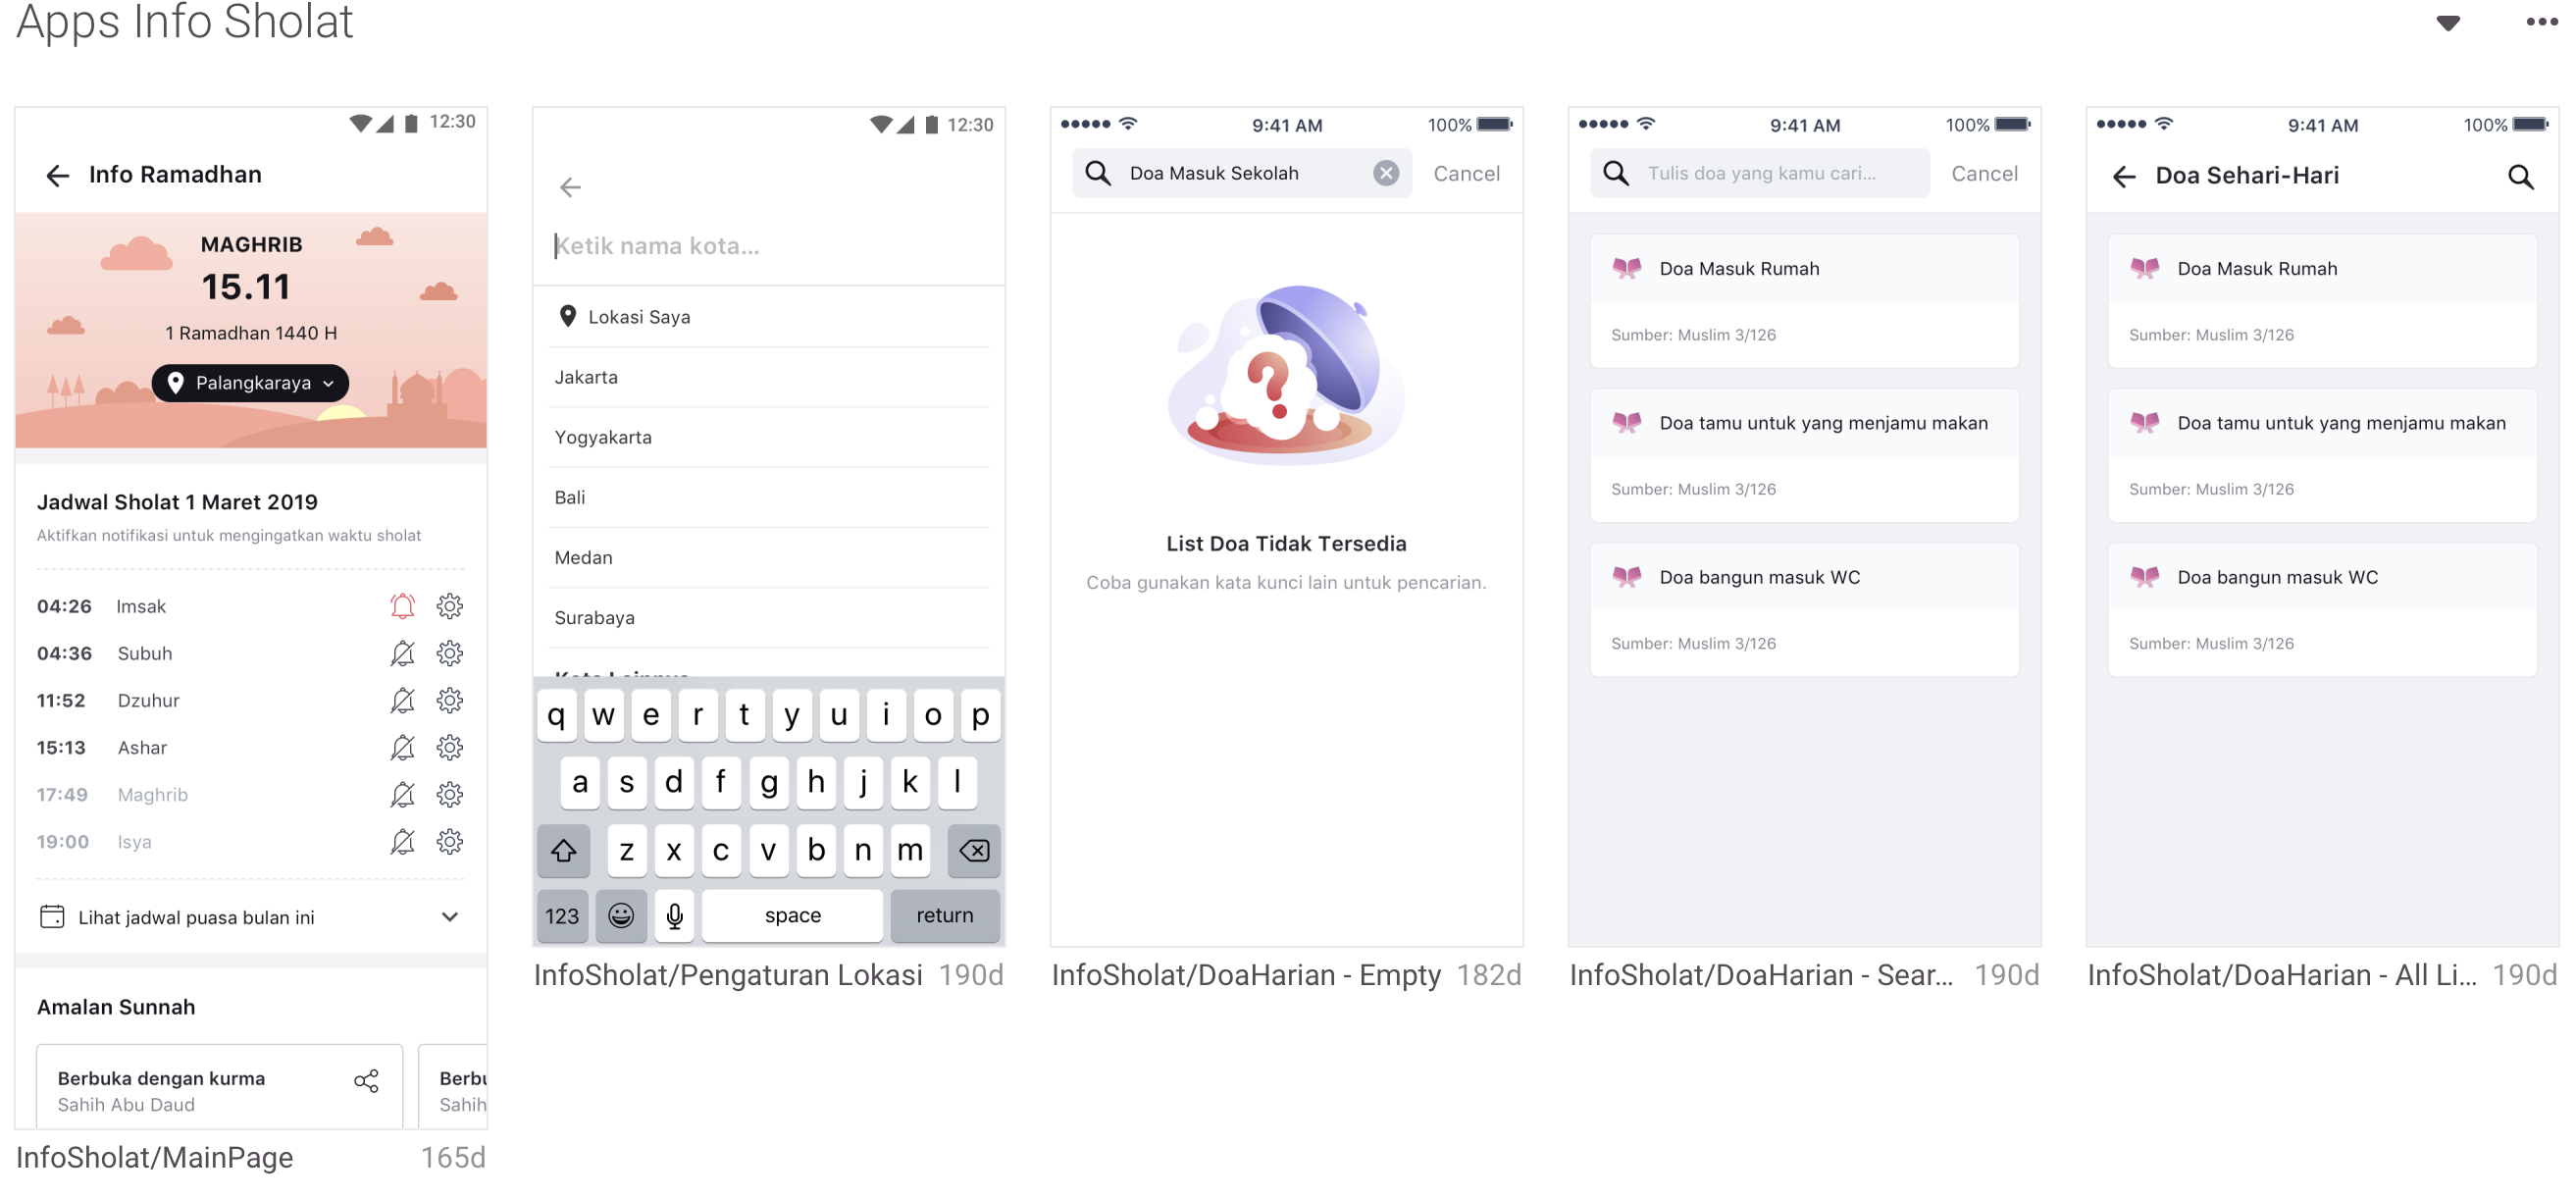 Apps Info Sholat
12:30
Info Ramadhan
MAGHRIB
15.11
1 Ramadhan 1440 H
Palangkaraya
Jadwal Sholat 1 Maret 2019
Aktifkan notifikasi untuk mengingatkan waktu sholat
04:26 Imsak
04:36 Subuh
11:52 Dzuhur
15:13 Ashar
17:49 Maghrib
19:00 Isya
Lihat jadwal puasa bulan ini
Amalan Sunnah
Berbuka dengan kurma
Sahih Abu Daud
Sahih
InfoSholat/MainPage 165d
12:30
Ketik nama kota...
Lokasi Saya
Jakarta
Yogyakarta
Bali
Medan
Surabaya
q w e r t y u i o p
a s d f g h j k l
z x c v b n m
123 space return
InfoSholat/Pengaturan Lokasi 190d
9:41 AM 100%
Doa Masuk Sekolah Cancel
?
List Doa Tidak Tersedia
Coba gunakan kata kunci lain untuk pencarian.
InfoSholat/DoaHarian - Empty 182d
9:41 AM 100%
Tulis doa yang kamu cari... Cancel
Doa Masuk Rumah
Sumber: Muslim 3/126
Doa tamu untuk yang menjamu makan
Sumber: Muslim 3/126
Doa bangun masuk WC
Sumber: Muslim 3/126
InfoSholat/DoaHarian - Sear... 190d
9:41 AM 100%
Doa Sehari-Hari
Doa Masuk Rumah
Sumber: Muslim 3/126
Doa tamu untuk yang menjamu makan
Sumber: Muslim 3/126
Doa bangun masuk WC
Sumber: Muslim 3/126
InfoSholat/DoaHarian - All Li... 190d